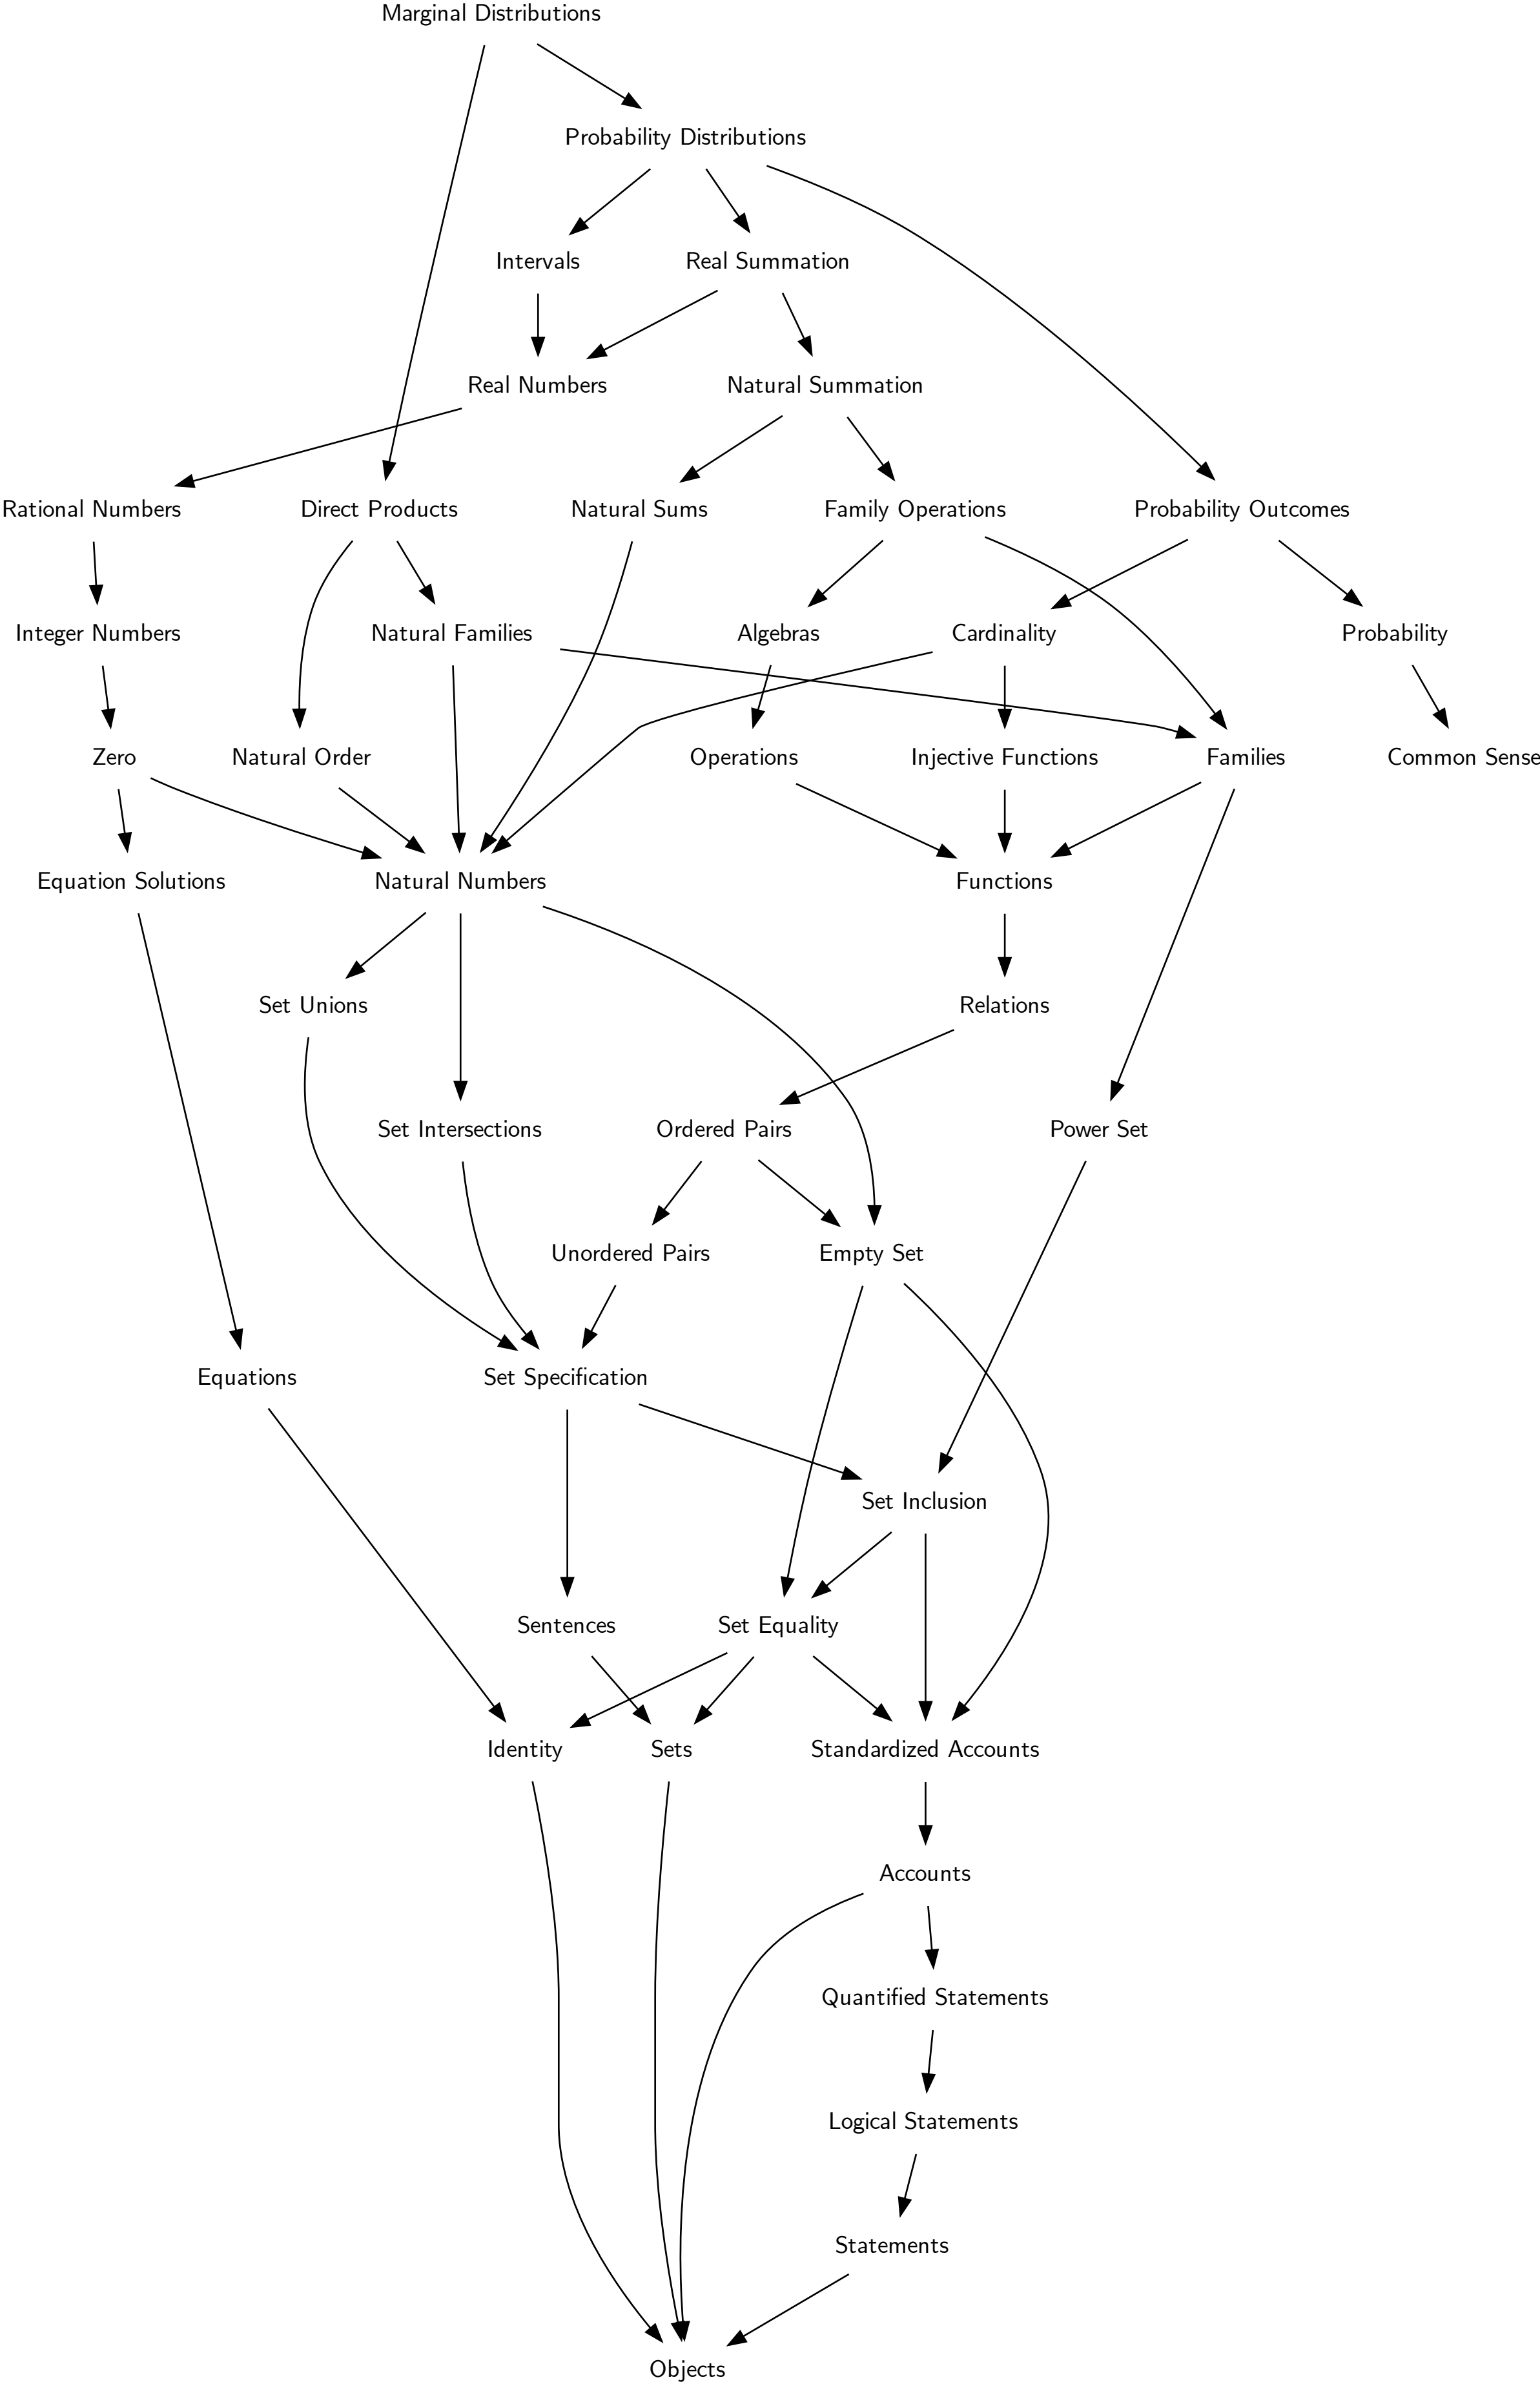 Marginal Distributions
Probability Distributions
Intervals
Real Summation
Real Numbers
Natural Summation
Rational Numbers
Direct Products
Natural Sums
Family Operations
Probability Outcomes
Integer Numbers
Natural Families
Algebras
Cardinality
Probability
Zero
Natural Order
Operations
Injective Functions
Families
Common Sense
Equation Solutions
Natural Numbers
Functions
Set Unions
Relations
Set Intersections
Ordered Pairs
Power Set
Unordered Pairs
Empty Set
Equations
Set Specification
Set Inclusion
Sentences
Set Equality
Identity
Sets
Standardized Accounts
Accounts
Quantified Statements
Logical Statements
Statements
Objects